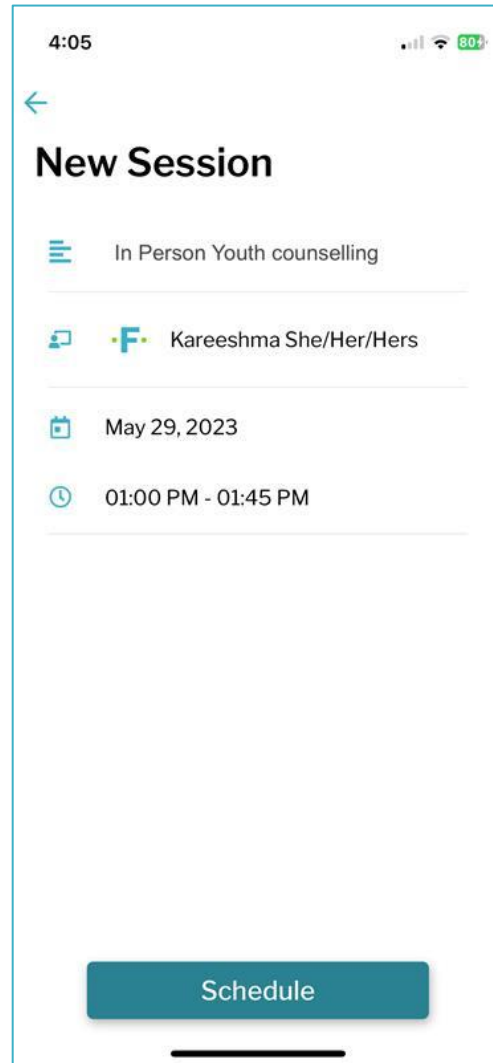 4:05
80
New Session
In Person Youth counselling
F Kareeshma She/Her/Hers
May 29, 2023
01:00 PM - 01:45 PM
Schedule